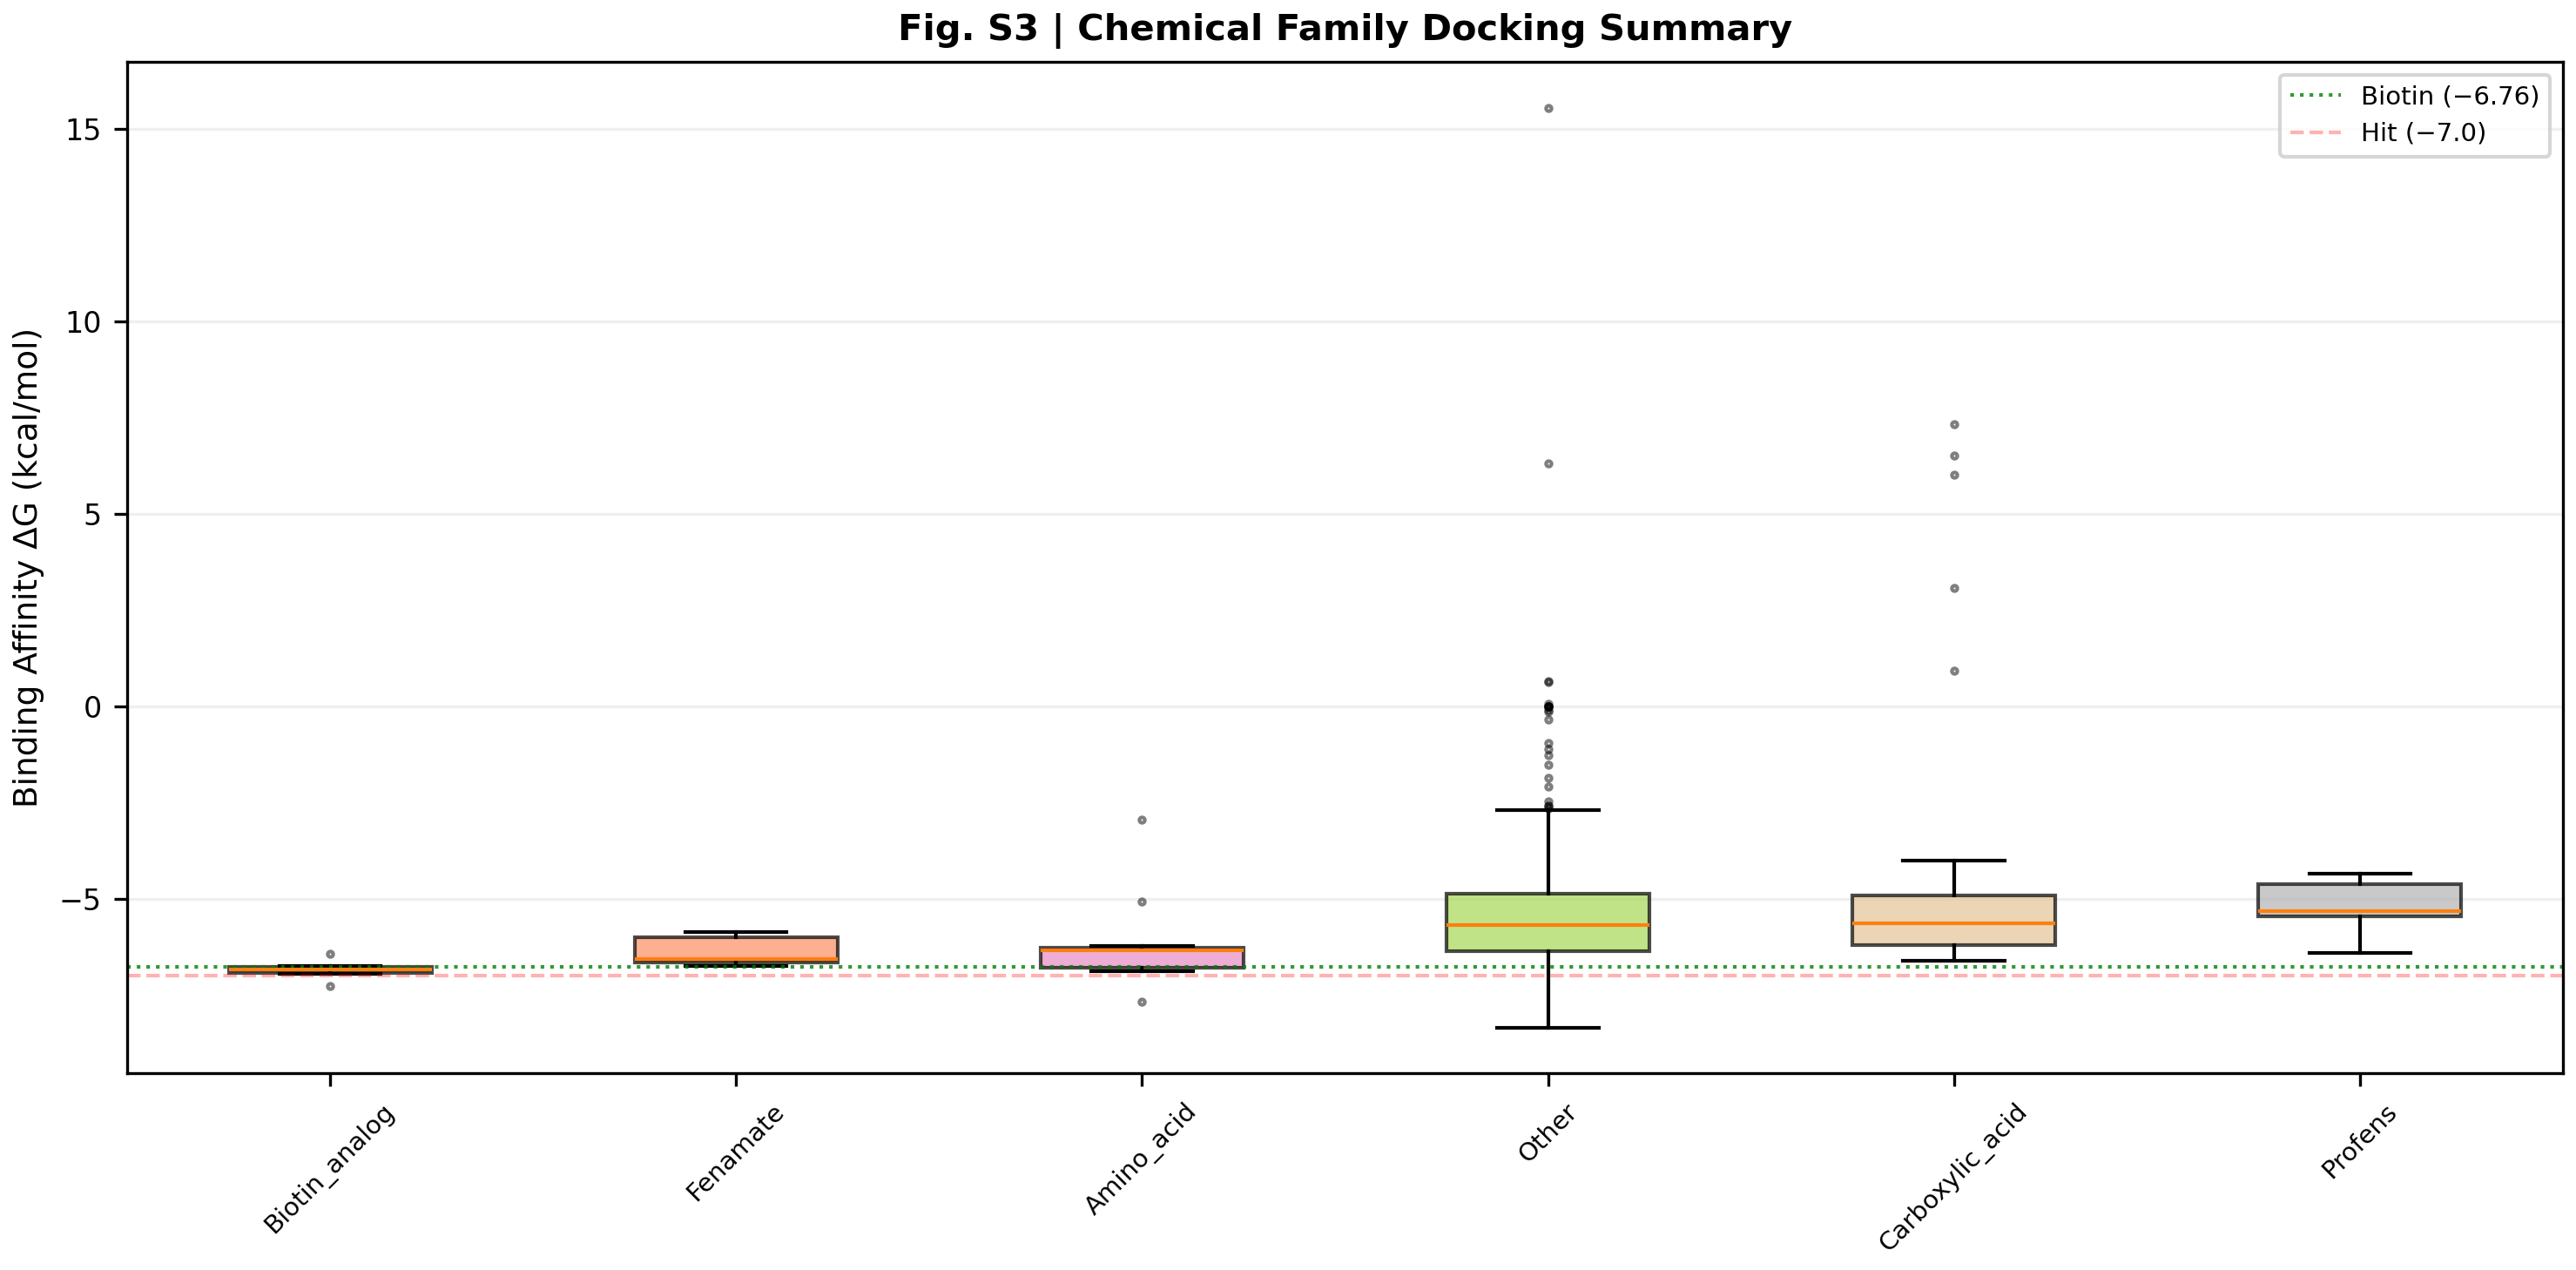 Fig. S3 | Chemical Family Docking Summary
Binding Affinity ΔG (kcal/mol)
15
10
5
0
−5
Biotin (−6.76)
Hit (−7.0)
Biotin_analog
Fenamate
Amino_acid
Other
Carboxylic_acid
Profens